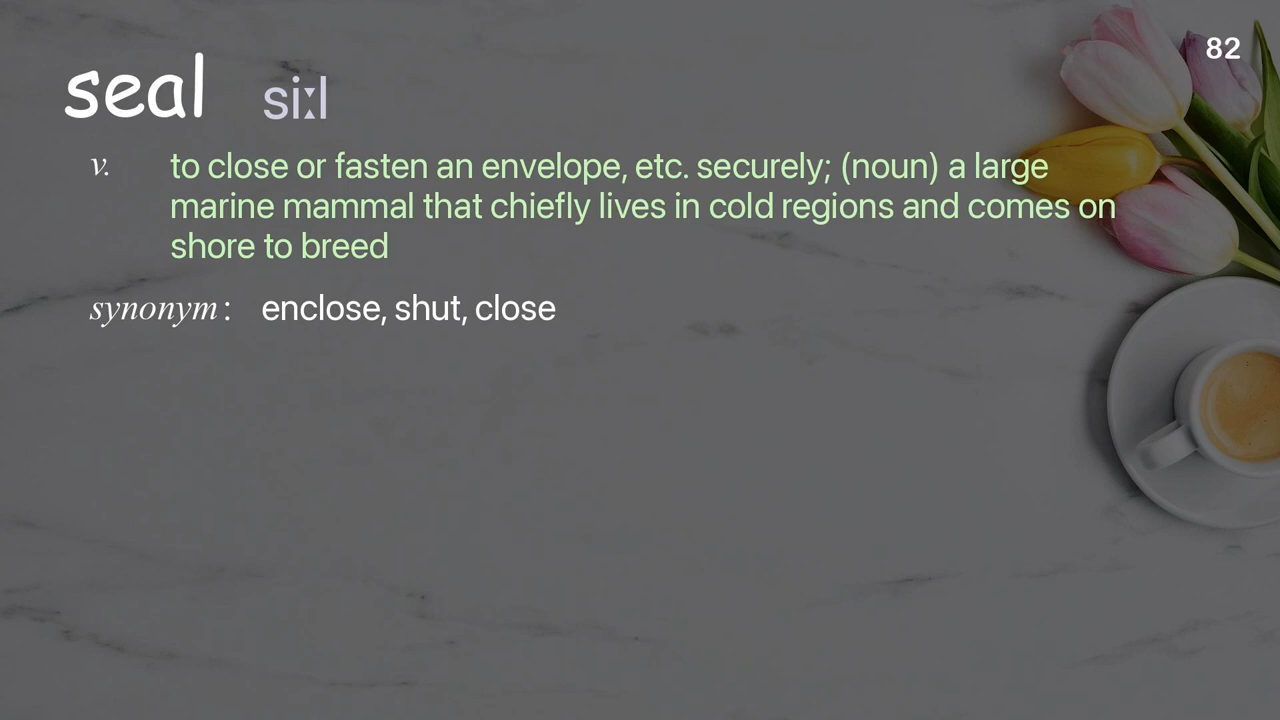 82
seal siːl
v. to close or fasten an envelope, etc. securely; (noun) a large
marine mammal that chiefly lives in cold regions and comes on
shore to breed
synonym: enclose, shut, close